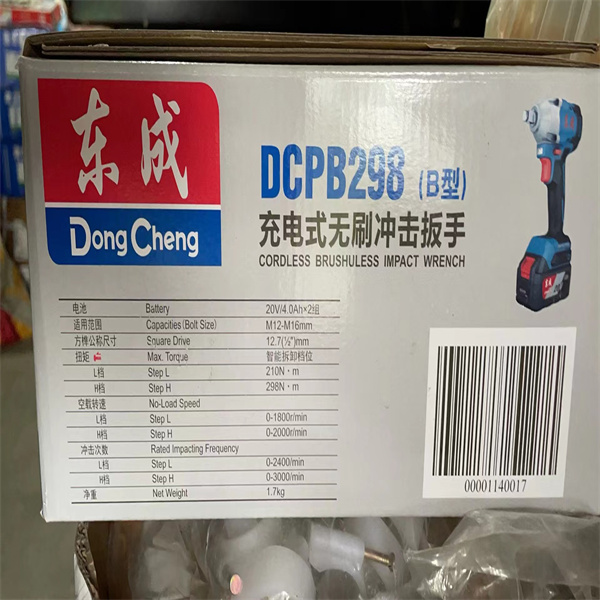 东成
DongCheng
DCPB298 (B型)
充电式无刷冲击扳手
CORDLESS BRUSHULESS IMPACT WRENCH
电池 Battery 20V/4.0Ah×2组
适用范围 Capacities(Bolt Size) M12-M16mm
方榫公称尺寸 Square Drive 12.7(½")mm
扭矩 Max. Torque 智能拆卸档位
L档 Step L 210N·m
H档 Step H 298N·m
空载转速 No-Load Speed
L档 Step L 0-1800r/min
H档 Step H 0-2000r/min
冲击次数 Rated Impacting Frequency
L档 Step L 0-2400/min
H档 Step H 0-3000/min
净重 Net Weight 1.7kg
00001140017